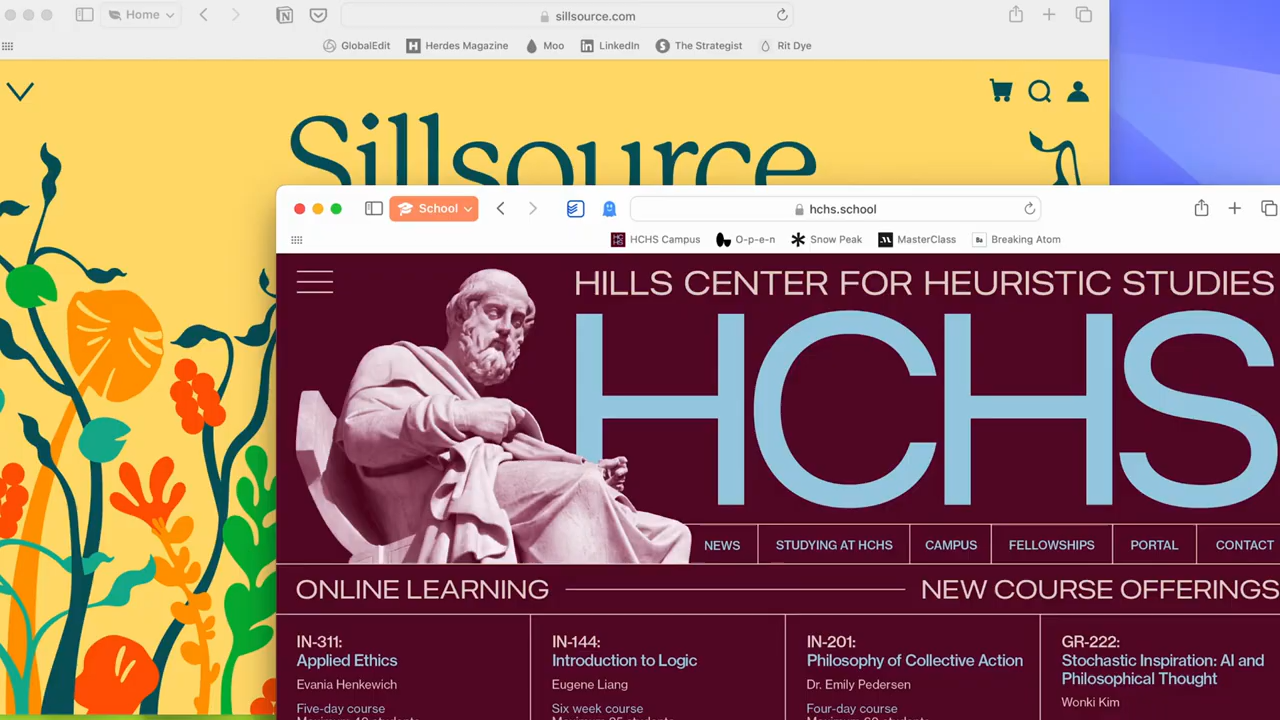 Home
sillsource.com
GlobalEdit
Herdes Magazine
Moo
LinkedIn
The Strategist
Rit Dye
Sillsource
School
hchs.school
HCHS Campus
O-p-e-n
Snow Peak
MasterClass
Breaking Atom
HILLS CENTER FOR HEURISTIC STUDIES
HCHS
NEWS
STUDYING AT HCHS
CAMPUS
FELLOWSHIPS
PORTAL
CONTACT
ONLINE LEARNING
NEW COURSE OFFERINGS
IN-311:
Applied Ethics
Evania Henkewich
Five-day course
IN-144:
Introduction to Logic
Eugene Liang
Six week course
IN-201:
Philosophy of Collective Action
Dr. Emily Pedersen
Four-day course
GR-222:
Stochastic Inspiration: AI and
Philosophical Thought
Wonki Kim